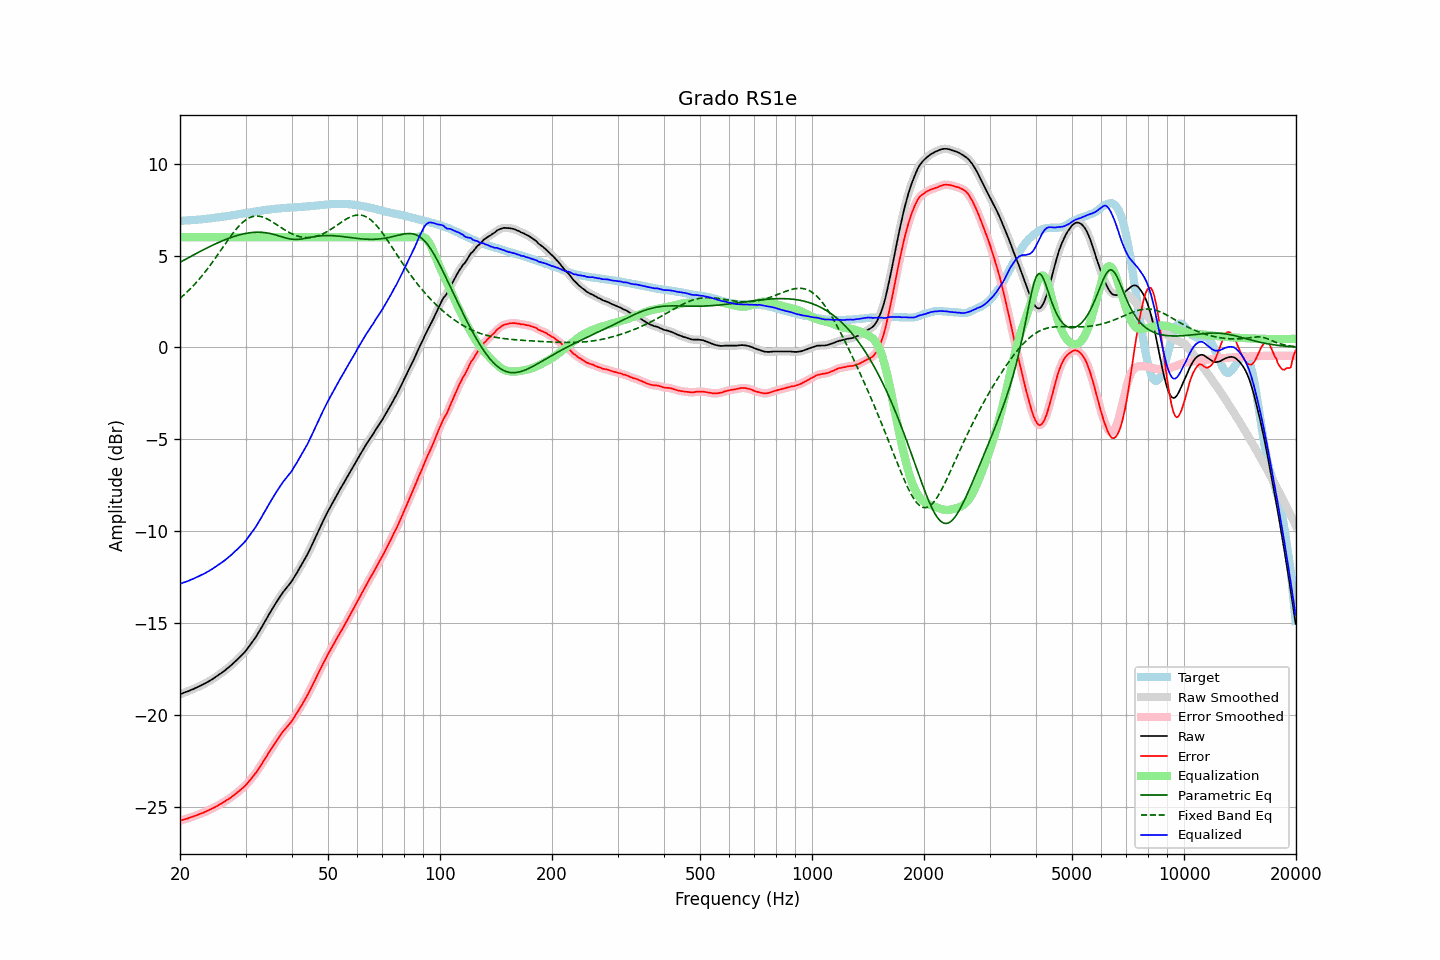 Grado RS1e
10
5
0
−5
−10
−15
−20
−25
Amplitude (dBr)
20
50
100
200
500
1000
2000
5000
10000
20000
Frequency (Hz)
Target
Raw Smoothed
Error Smoothed
Raw
Error
Equalization
Parametric Eq
Fixed Band Eq
Equalized